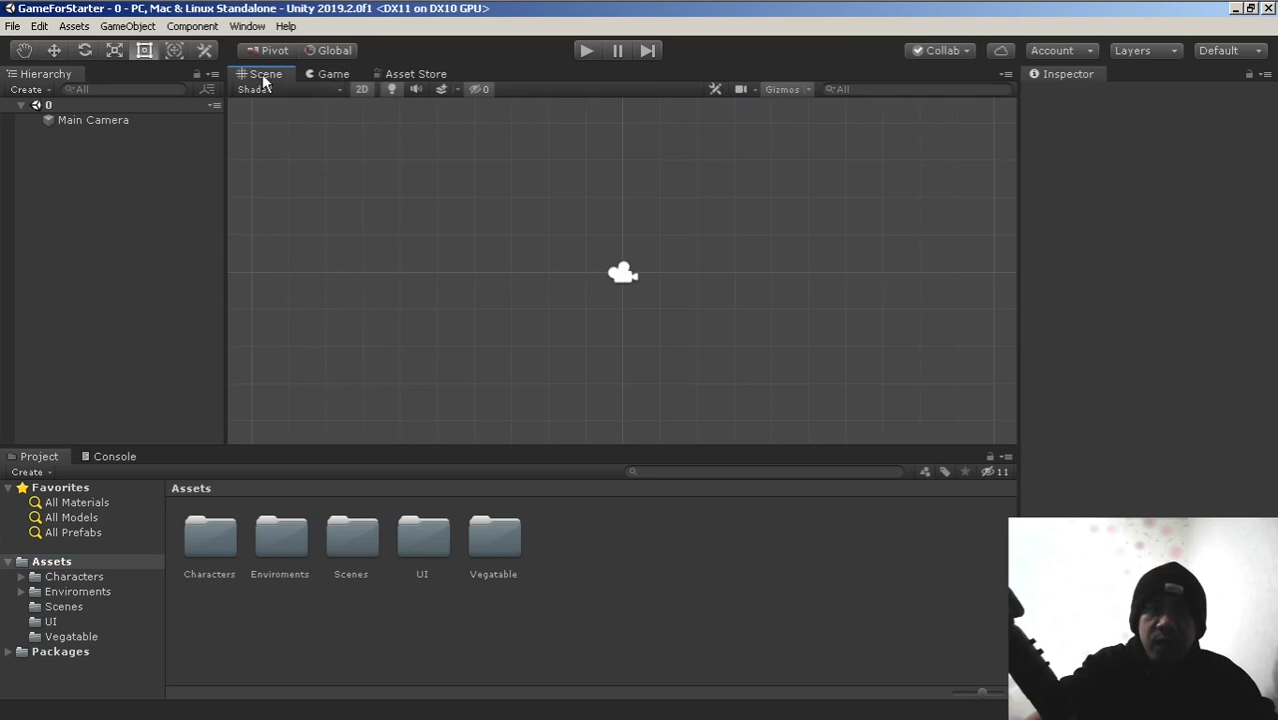 GameForStarter - 0 - PC, Mac & Linux Standalone - Unity 2019.2.0f1 <DX11 on DX10 GPU>
File Edit Assets GameObject Component Window Help
Pivot Global Collab Account Layers Default
Hierarchy Scene Game Asset Store Inspector
Create All 2D 0 Gizmos All
0
Main Camera
Project Console
Create 11
Favorites
All Materials
All Models
All Prefabs
Assets
Characters
Enviroments
Scenes
UI
Vegatable
Packages
Assets
Characters Enviroments Scenes UI Vegatable